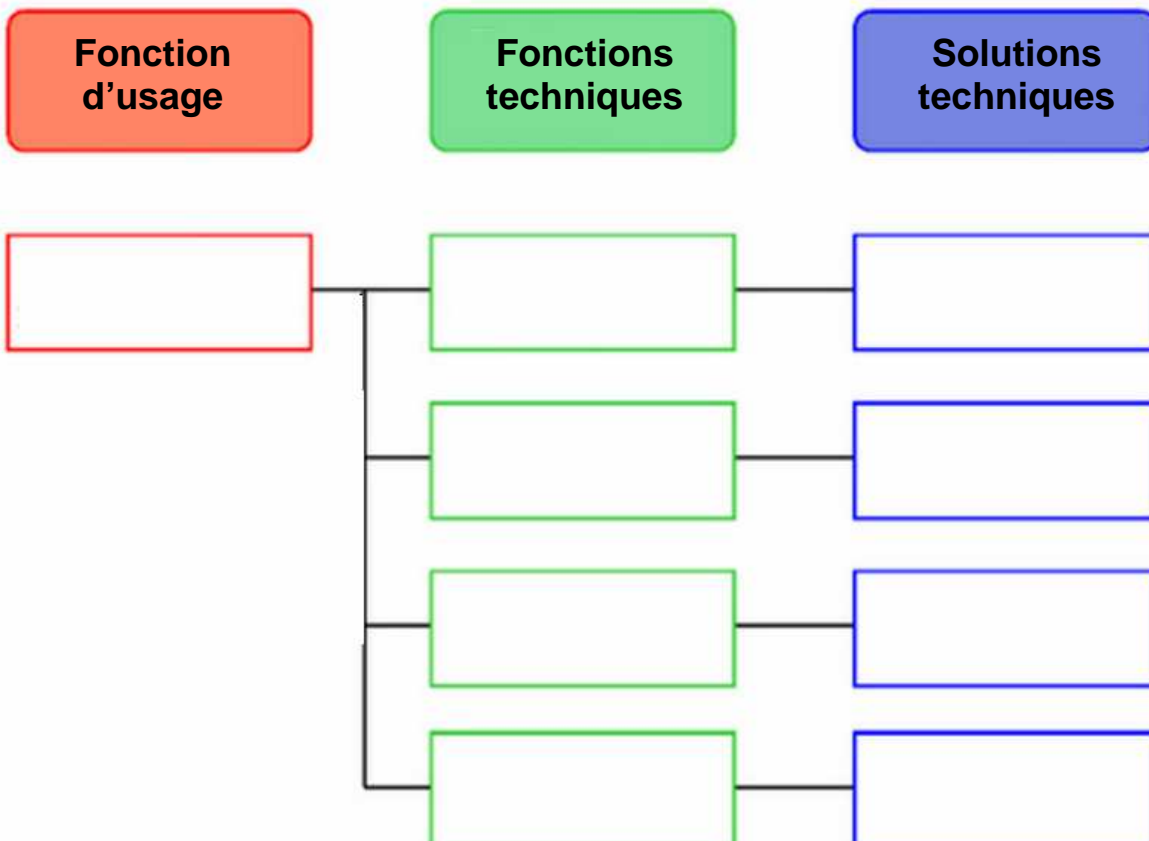 Fonction
d’usage
Fonctions
techniques
Solutions
techniques